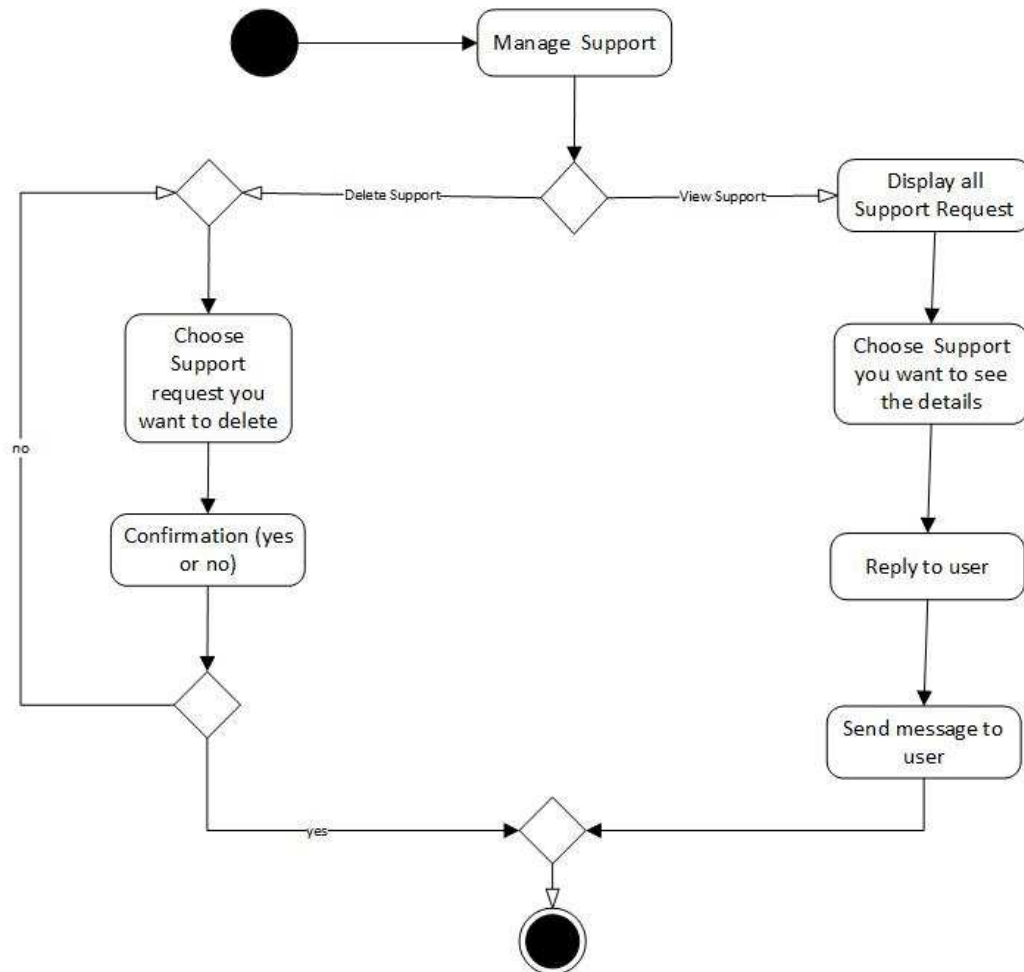 Manage Support
Delete Support
View Support
Display all
Support Request
Choose
Support
request you
want to delete
Choose Support
you want to see
the details
no
Confirmation (yes
or no)
Reply to user
Send message to
user
yes